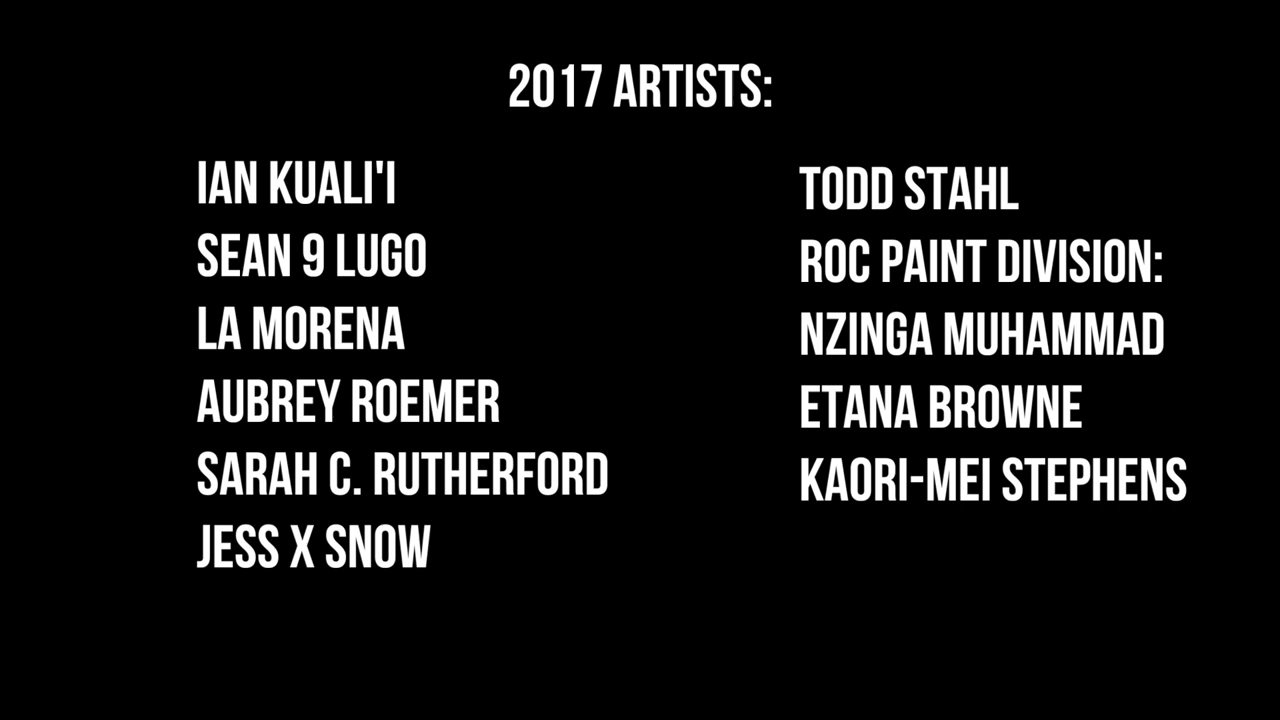 2017 ARTISTS:
IAN KUALI'I
SEAN 9 LUGO
LA MORENA
AUBREY ROEMER
SARAH C. RUTHERFORD
JESS X SNOW
TODD STAHL
ROC PAINT DIVISION:
NZINGA MUHAMMAD
ETANA BROWNE
KAORI-MEI STEPHENS